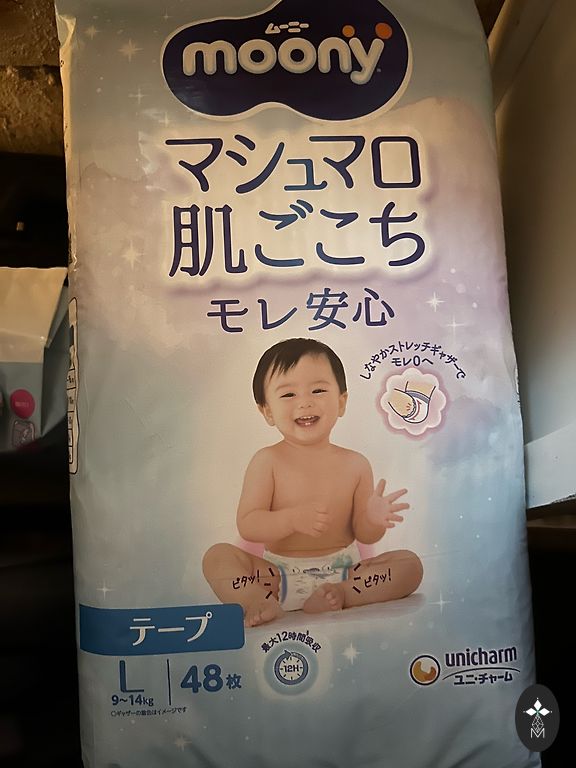 ムーニー
moony
マシュマロ
肌ごこち
モレ安心
しなやかストレッチギャザーで
モレ0へ
ピタッ!
ピタッ!
テープ
L
9～14kg
48枚
最大12時間吸収
12H
unicharm
ユニ・チャーム
M